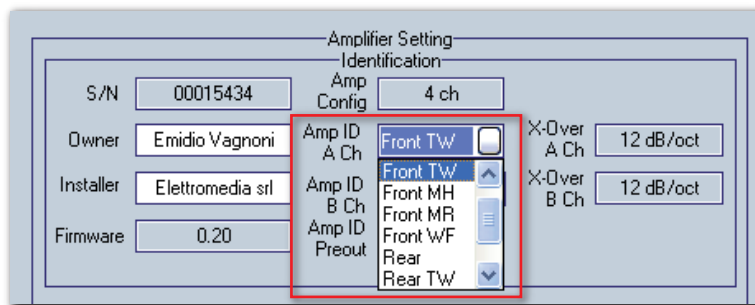 Amplifier Setting
Identification
S/N 00015434 Amp Config 4 ch
Owner Emidio Vagnoni Amp ID A Ch Front TW X-Over A Ch 12 dB/oct
Installer Elettromedia srl Amp ID B Ch X-Over B Ch 12 dB/oct
Firmware 0.20 Amp ID Preout
Front TW
Front MH
Front MR
Front WF
Rear
Rear TW